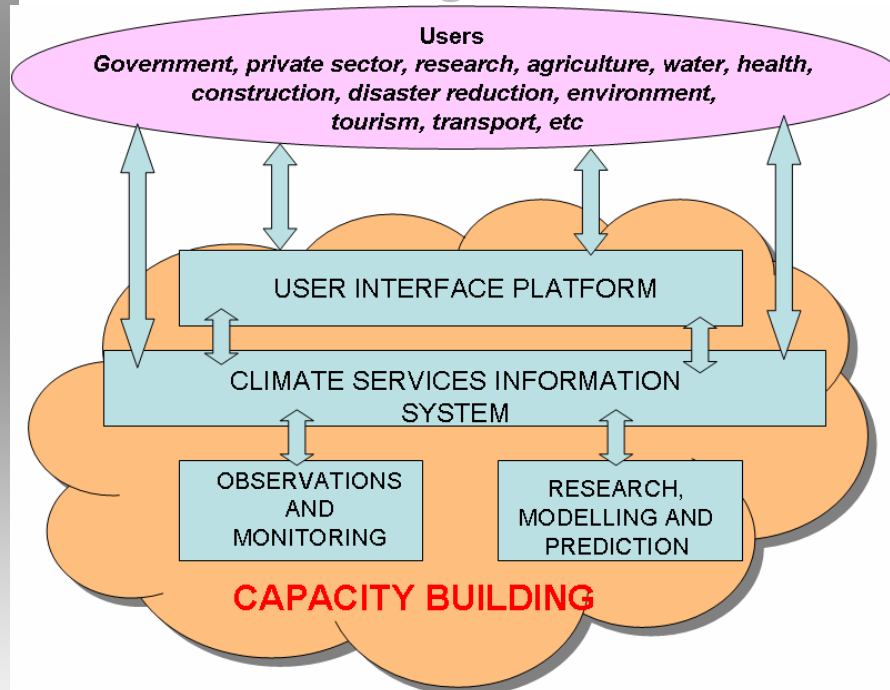 Users
Government, private sector, research, agriculture, water, health,
construction, disaster reduction, environment,
tourism, transport, etc
USER INTERFACE PLATFORM
CLIMATE SERVICES INFORMATION
SYSTEM
OBSERVATIONS
AND
MONITORING
RESEARCH,
MODELLING AND
PREDICTION
CAPACITY BUILDING